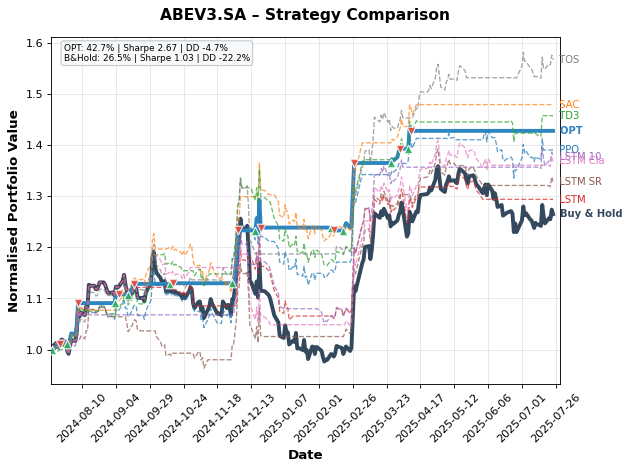 ABEV3.SA – Strategy Comparison
OPT: 42.7% | Sharpe 2.67 | DD -4.7%
B&Hold: 26.5% | Sharpe 1.03 | DD -22.2%
Normalised Portfolio Value
1.6
1.5
1.4
1.3
1.2
1.1
1.0
TOS
SAC
TD3
OPT
PPO
LSTM 10
LSTM Cla
LSTM SR
LSTM
Buy & Hold
2024-08-10
2024-09-04
2024-09-29
2024-10-24
2024-11-18
2024-12-13
2025-01-07
2025-02-01
2025-02-26
2025-03-23
2025-04-17
2025-05-12
2025-06-06
2025-07-01
2025-07-26
Date